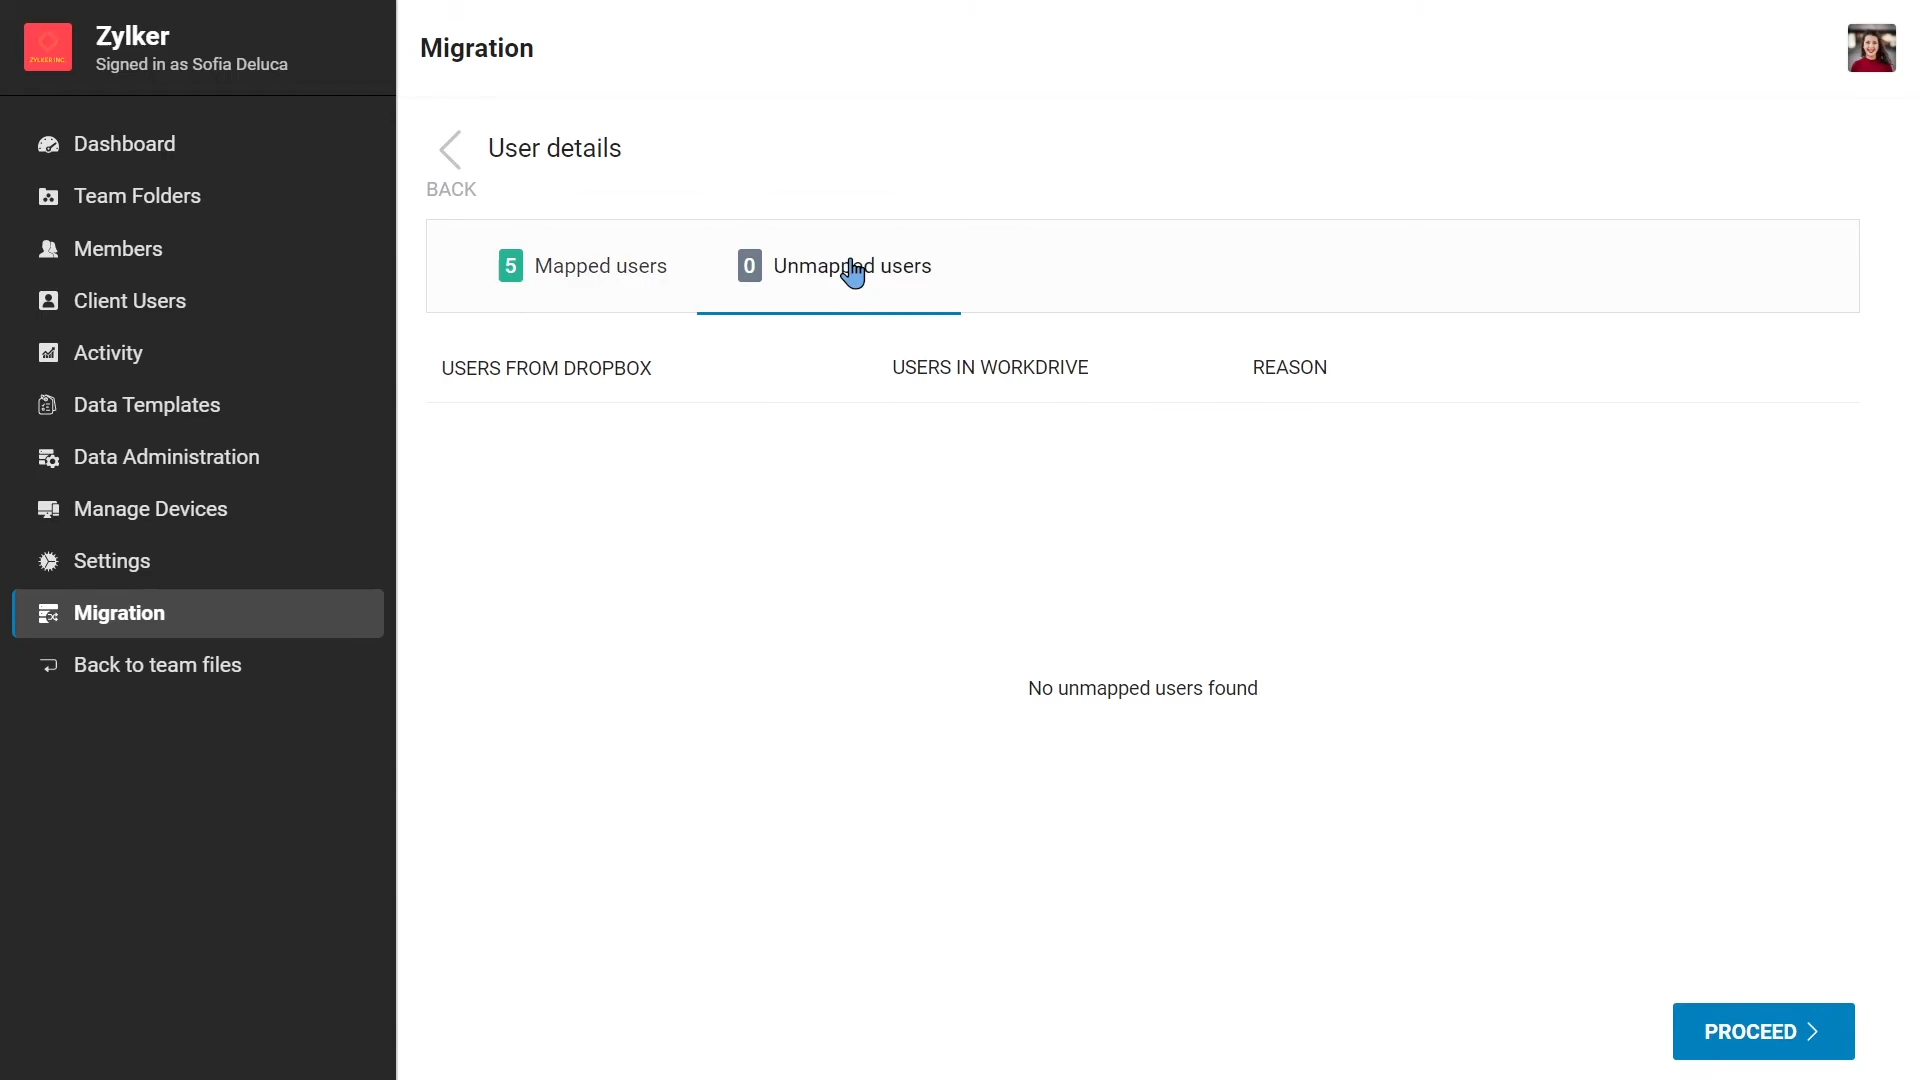 Zylker
Signed in as Sofia Deluca
ZYLKER INC.
Dashboard
Team Folders
Members
Client Users
Activity
Data Templates
Data Administration
Manage Devices
Settings
Migration
Back to team files
Migration
User details
BACK
5 Mapped users
0 Unmapped users
USERS FROM DROPBOX
USERS IN WORKDRIVE
REASON
No unmapped users found
PROCEED